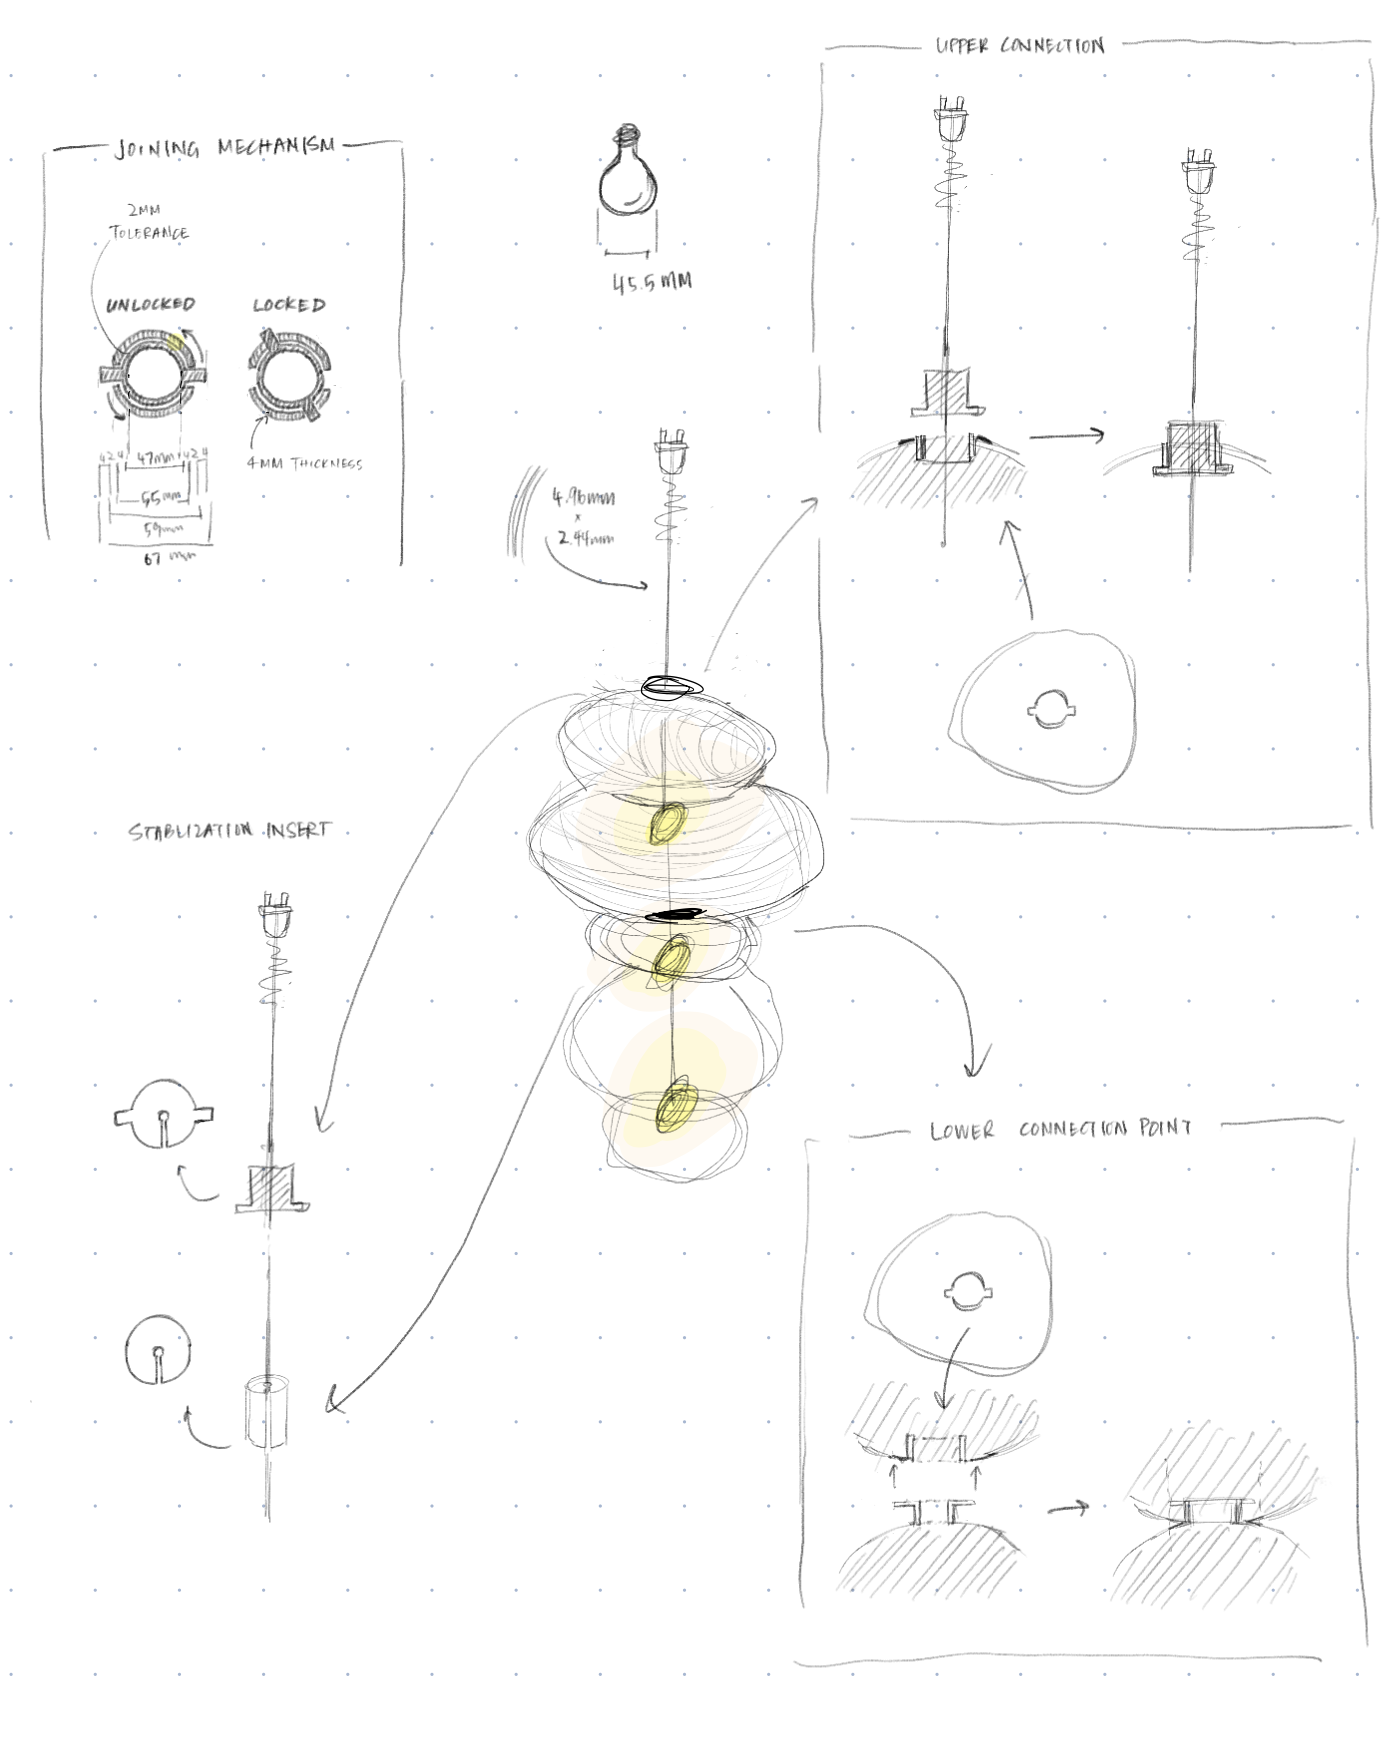 UPPER CONNECTION
JOINING MECHANISM
2MM
TOLERANCE
UNLOCKED
LOCKED
4 2 4 47mm 4 2 4
55mm
59mm
67 mm
4MM THICKNESS
45.5MM
4.96mm
x
2.44mm
STABLIZATION INSERT
LOWER CONNECTION POINT